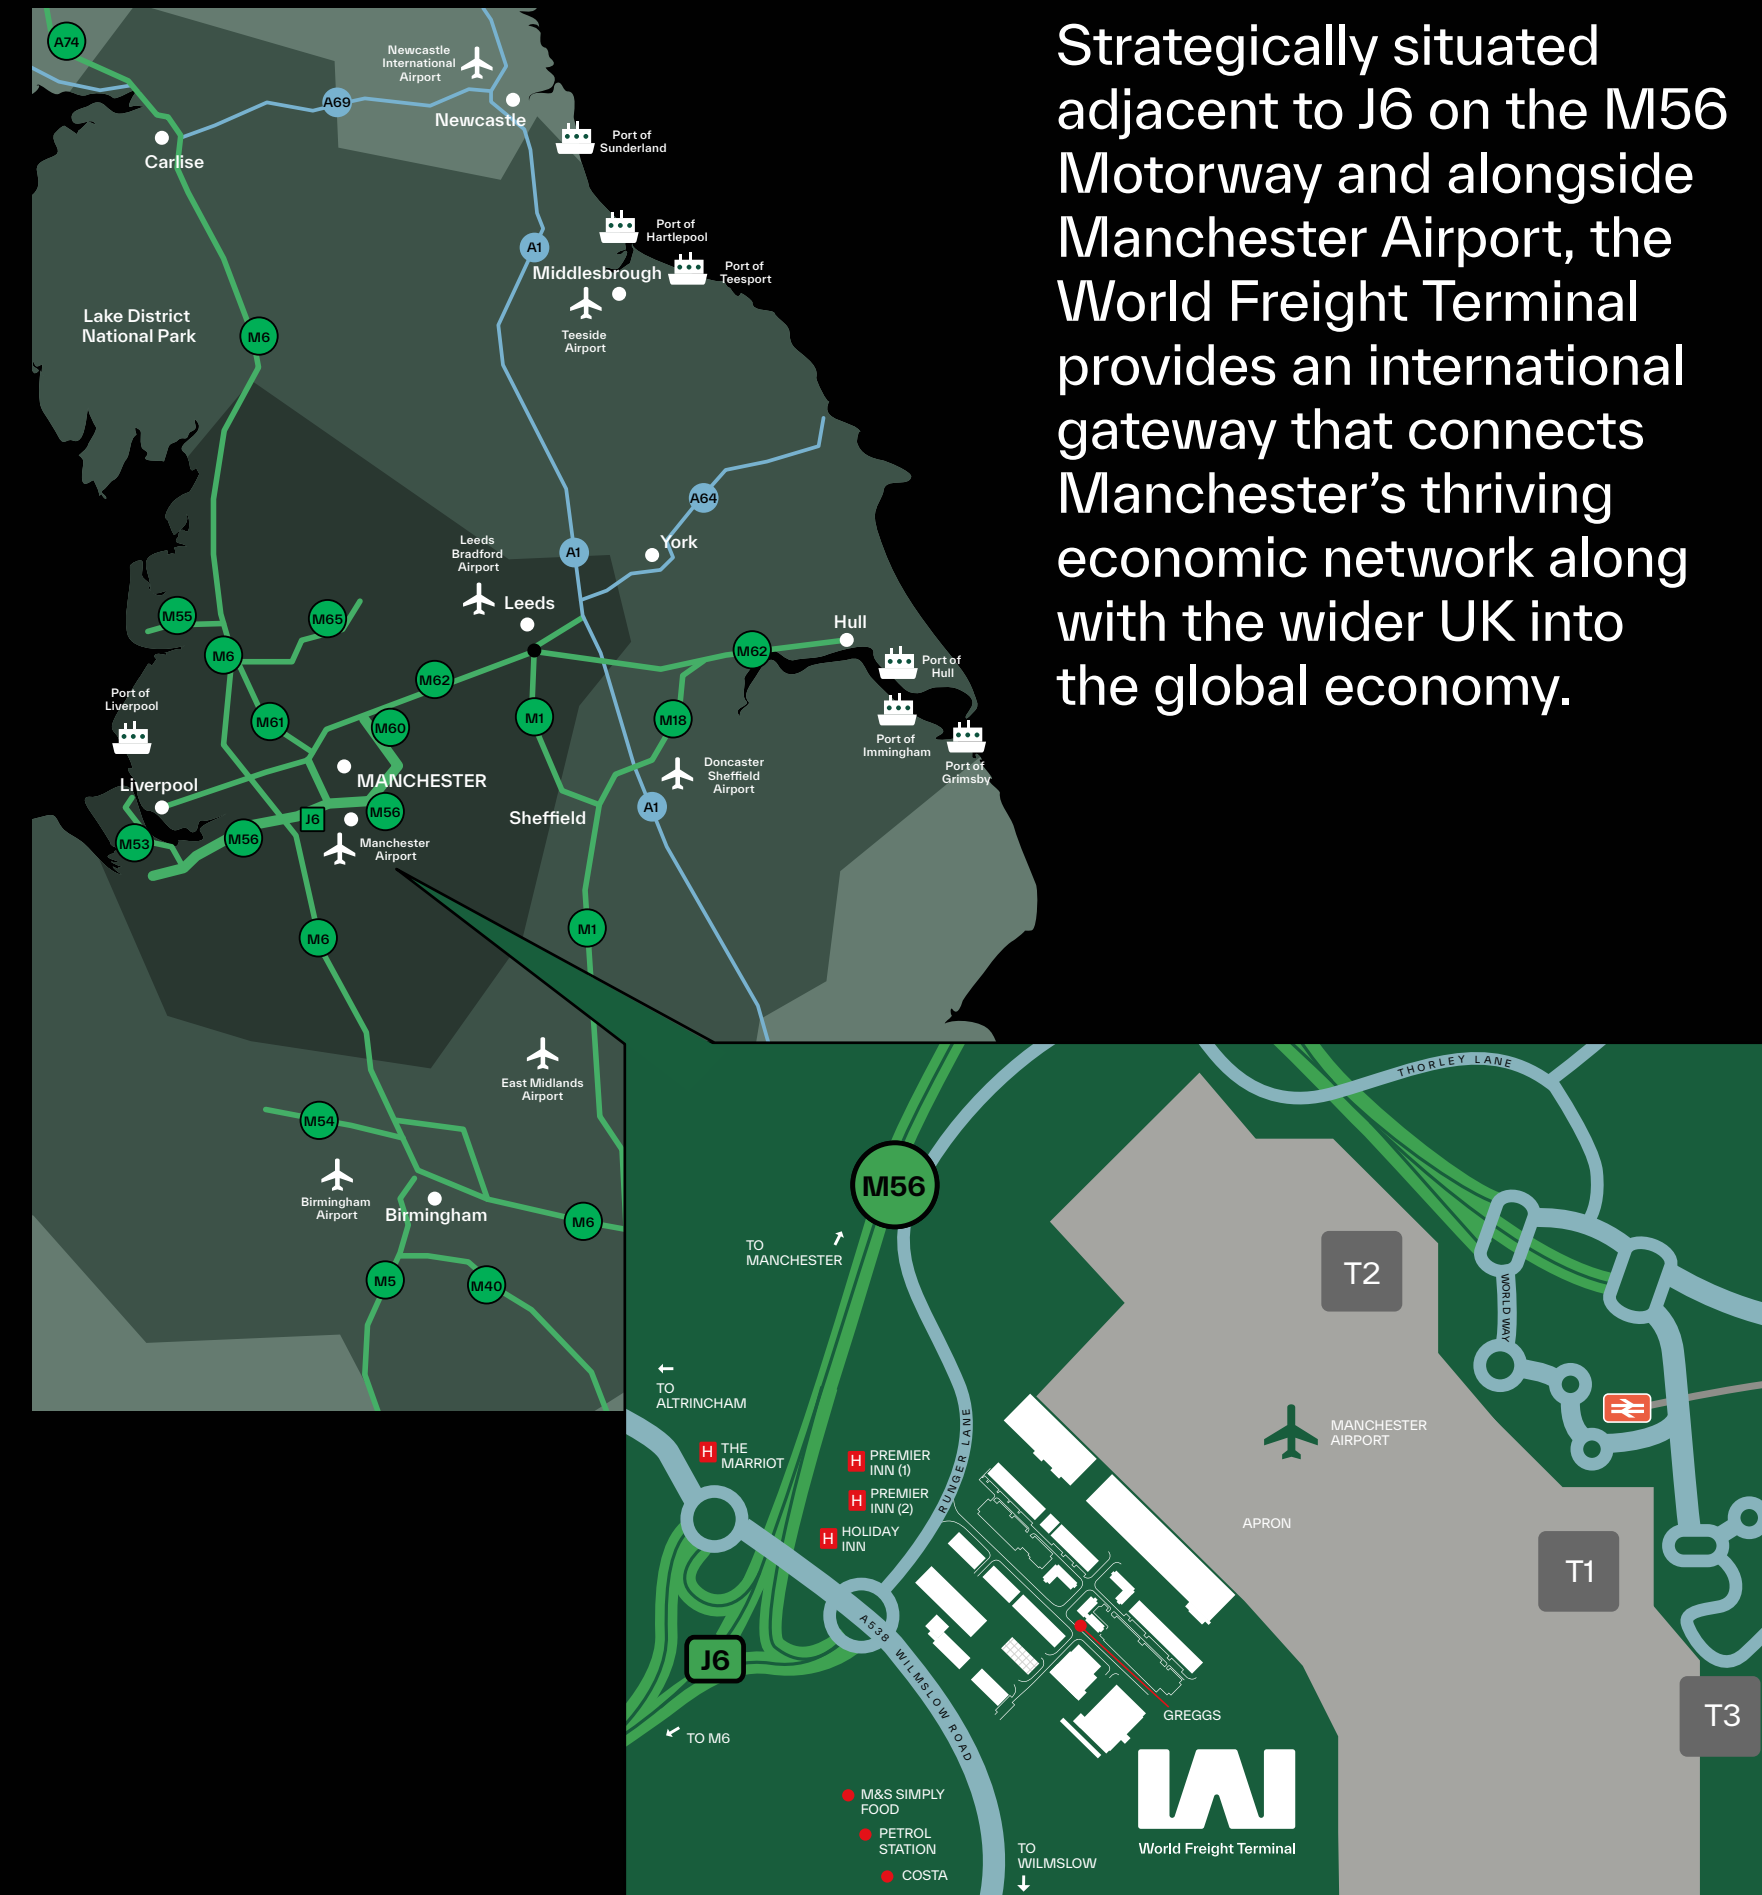 Strategically situated
adjacent to J6 on the M56
Motorway and alongside
Manchester Airport, the
World Freight Terminal
provides an international
gateway that connects
Manchester’s thriving
economic network along
with the wider UK into
the global economy.
A74
Newcastle
International
Airport
A69
Newcastle
Port of
Sunderland
Carlise
Port of
Hartlepool
A1
Middlesbrough
Port of
Teesport
Lake District
National Park
M6
Teeside
Airport
A64
Leeds
Bradford
Airport
A1
York
M55
M65
Leeds
Hull
M6
M62
M62
Port of
Hull
Port of
Liverpool
M61
M60
M1
M18
Port of
Immingham
Port of
Grimsby
Liverpool
MANCHESTER
Doncaster
Sheffield
Airport
J6
M56
Sheffield
A1
M53
M56
Manchester
Airport
M6
M1
East Midlands
Airport
M54
Birmingham
Airport
Birmingham
M6
M5
M40
THORLEY LANE
M56
TO
MANCHESTER
T2
WORLD WAY
TO
ALTRINCHAM
MANCHESTER
AIRPORT
RUNGER LANE
H THE
MARRIOT
H PREMIER
INN (1)
H PREMIER
INN (2)
H HOLIDAY
INN
APRON
T1
A538 WILMSLOW ROAD
J6
TO M6
GREGGS
T3
M&S SIMPLY
FOOD
PETROL
STATION
COSTA
TO
WILMSLOW
World Freight Terminal